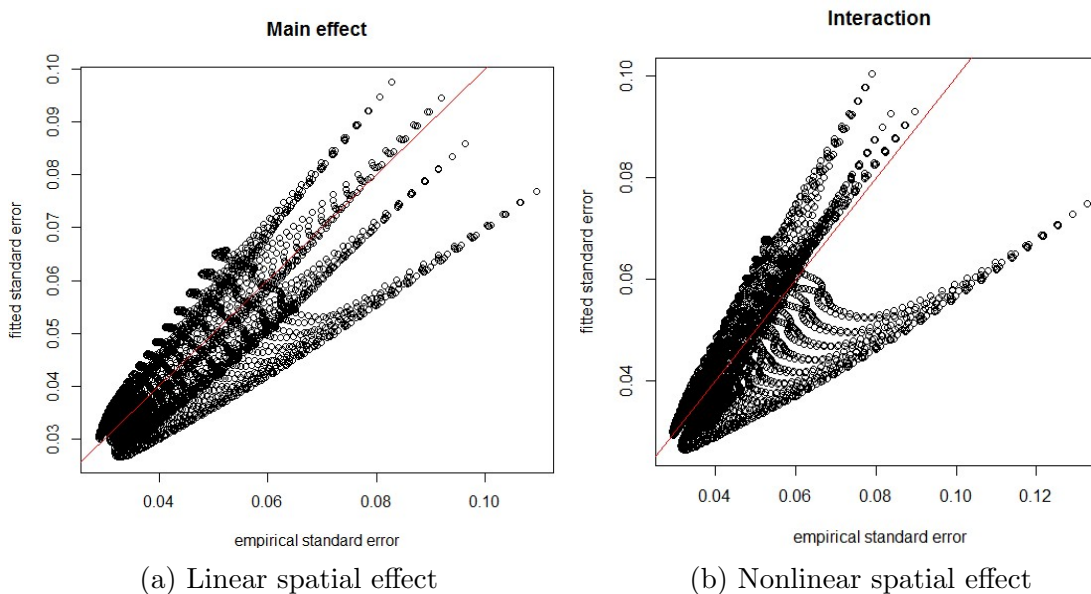 Main effect
0.10
0.09
0.08
0.07
0.06
0.05
0.04
0.03
fitted standard error
0.04
0.06
0.08
0.10
empirical standard error
(a) Linear spatial effect
Interaction
0.10
0.08
0.06
0.04
fitted standard error
0.04
0.06
0.08
0.10
0.12
empirical standard error
(b) Nonlinear spatial effect